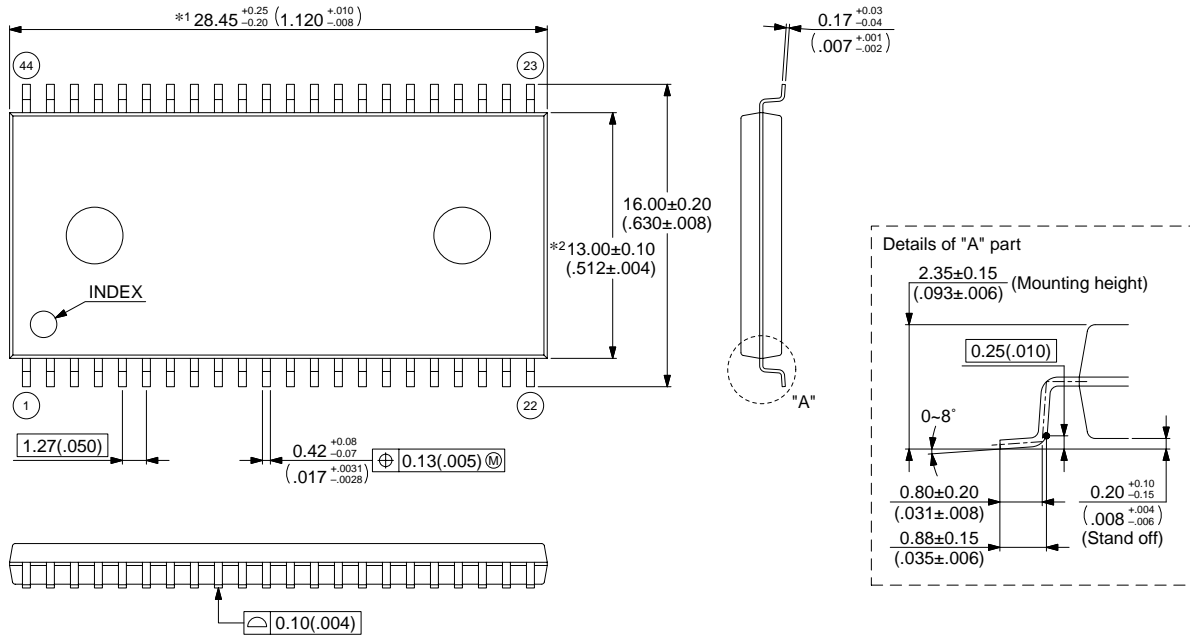 *1 28.45 +0.25 −0.20 (1.120 +.010 −.008)
0.17 +0.03 −0.04
(.007 +.001 −.002)
44
23
16.00±0.20
(.630±.008)
*2 13.00±0.10
(.512±.004)
INDEX
1
22
"A"
1.27(.050)
0.42 +0.08 −0.07
(.017 +.0031 −.0028)
⌖ 0.13(.005) Ⓜ
⌓ 0.10(.004)
Details of "A" part
2.35±0.15
(.093±.006)
(Mounting height)
0.25(.010)
0~8°
0.80±0.20
(.031±.008)
0.88±0.15
(.035±.006)
0.20 +0.10 −0.15
(.008 +.004 −.006)
(Stand off)